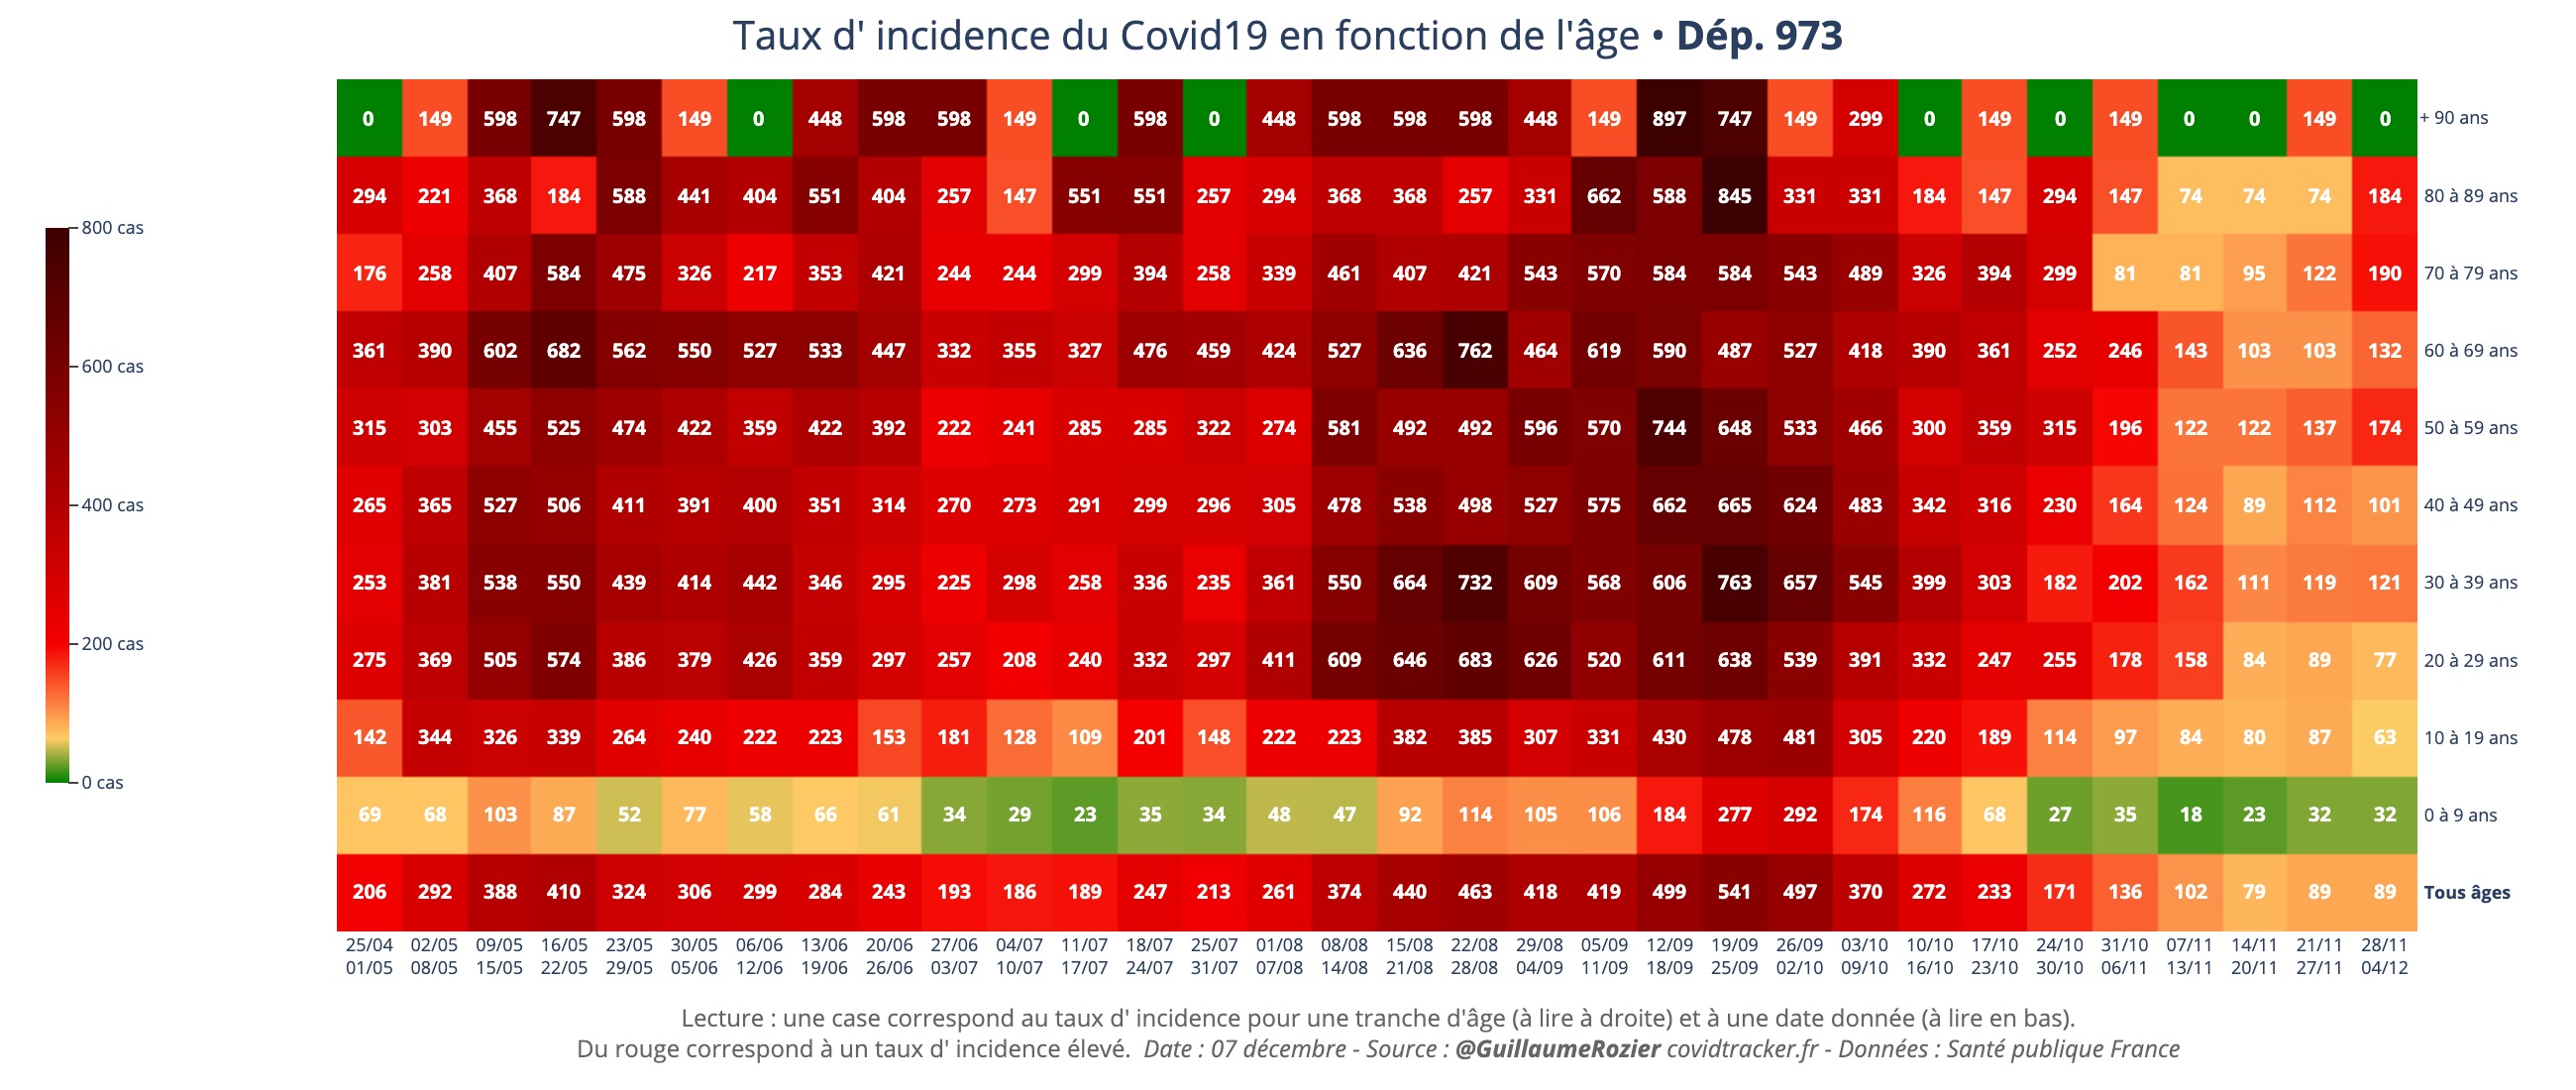 Taux d' incidence du Covid19 en fonction de l'âge • Dép. 973
800 cas
600 cas
400 cas
200 cas
0 cas
0 149 598 747 598 149 0 448 598 598 149 0 598 0 448 598 598 598 448 149 897 747 149 299 0 149 0 149 0 0 149 0 + 90 ans
294 221 368 184 588 441 404 551 404 257 147 551 551 257 294 368 368 257 331 662 588 845 331 331 184 147 294 147 74 74 74 184 80 à 89 ans
176 258 407 584 475 326 217 353 421 244 244 299 394 258 339 461 407 421 543 570 584 584 543 489 326 394 299 81 81 95 122 190 70 à 79 ans
361 390 602 682 562 550 527 533 447 332 355 327 476 459 424 527 636 762 464 619 590 487 527 418 390 361 252 246 143 103 103 132 60 à 69 ans
315 303 455 525 474 422 359 422 392 222 241 285 285 322 274 581 492 492 596 570 744 648 533 466 300 359 315 196 122 122 137 174 50 à 59 ans
265 365 527 506 411 391 400 351 314 270 273 291 299 296 305 478 538 498 527 575 662 665 624 483 342 316 230 164 124 89 112 101 40 à 49 ans
253 381 538 550 439 414 442 346 295 225 298 258 336 235 361 550 664 732 609 568 606 763 657 545 399 303 182 202 162 111 119 121 30 à 39 ans
275 369 505 574 386 379 426 359 297 257 208 240 332 297 411 609 646 683 626 520 611 638 539 391 332 247 255 178 158 84 89 77 20 à 29 ans
142 344 326 339 264 240 222 223 153 181 128 109 201 148 222 223 382 385 307 331 430 478 481 305 220 189 114 97 84 80 87 63 10 à 19 ans
69 68 103 87 52 77 58 66 61 34 29 23 35 34 48 47 92 114 105 106 184 277 292 174 116 68 27 35 18 23 32 32 0 à 9 ans
206 292 388 410 324 306 299 284 243 193 186 189 247 213 261 374 440 463 418 419 499 541 497 370 272 233 171 136 102 79 89 89 Tous âges
25/04 02/05 09/05 16/05 23/05 30/05 06/06 13/06 20/06 27/06 04/07 11/07 18/07 25/07 01/08 08/08 15/08 22/08 29/08 05/09 12/09 19/09 26/09 03/10 10/10 17/10 24/10 31/10 07/11 14/11 21/11 28/11
01/05 08/05 15/05 22/05 29/05 05/06 12/06 19/06 26/06 03/07 10/07 17/07 24/07 31/07 07/08 14/08 21/08 28/08 04/09 11/09 18/09 25/09 02/10 09/10 16/10 23/10 30/10 06/11 13/11 20/11 27/11 04/12
Lecture : une case correspond au taux d' incidence pour une tranche d'âge (à lire à droite) et à une date donnée (à lire en bas).
Du rouge correspond à un taux d' incidence élevé. Date : 07 décembre - Source : @GuillaumeRozier covidtracker.fr - Données : Santé publique France